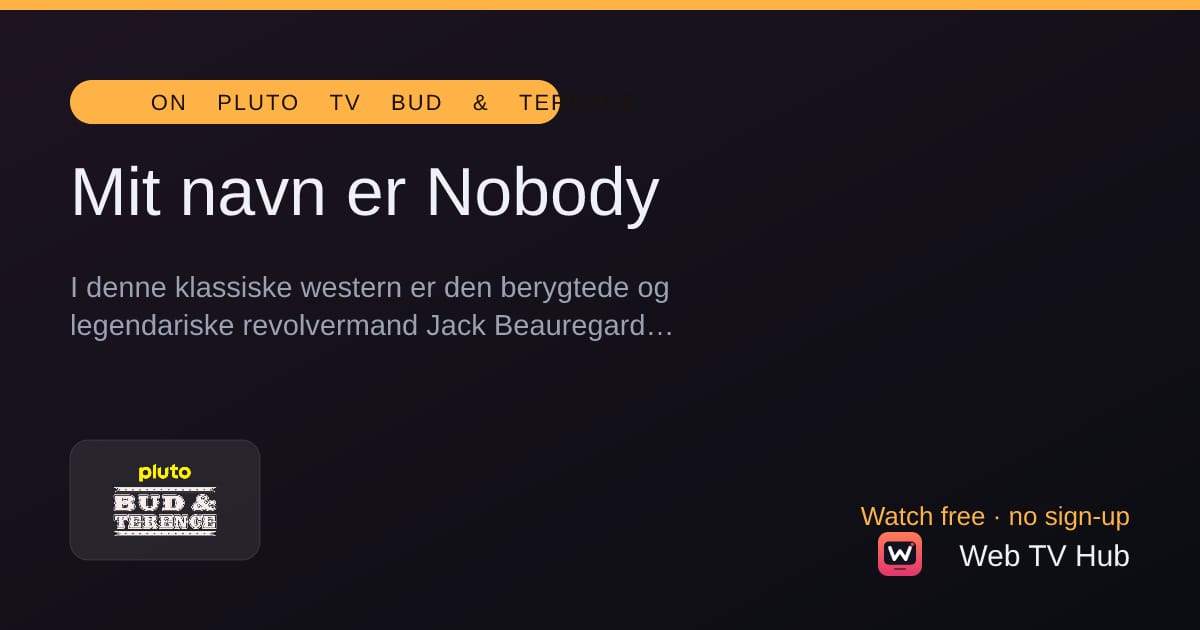 ON PLUTO TV BUD & TERENCE
Mit navn er Nobody
I denne klassiske western er den berygtede og
legendariske revolvermand Jack Beauregard…
pluto
BUD &
TERENCE
Watch free · no sign-up
W
Web TV Hub